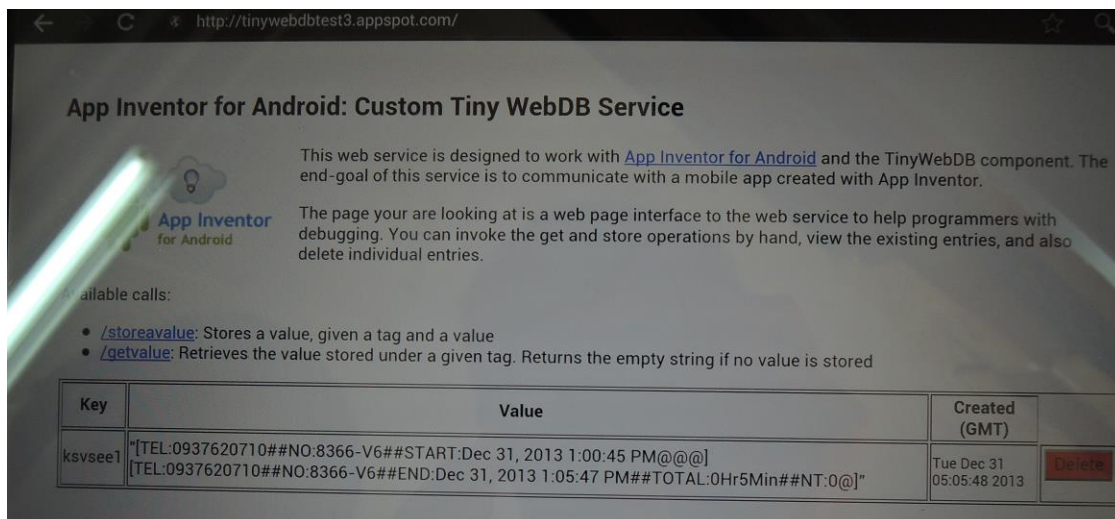 http://tinywebdbtest3.appspot.com/
App Inventor for Android: Custom Tiny WebDB Service
This web service is designed to work with App Inventor for Android and the TinyWebDB component. The
end-goal of this service is to communicate with a mobile app created with App Inventor.
App Inventor
for Android
The page your are looking at is a web page interface to the web service to help programmers with
debugging. You can invoke the get and store operations by hand, view the existing entries, and also
delete individual entries.
calls:
/storeavalue: Stores a value, given a tag and a value
/getvalue: Retrieves the value stored under a given tag. Returns the empty string if no value is stored
Key
Value
Created
(GMT)
ksvsee1
"[TEL:0937620710##NO:8366-V6##START:Dec 31, 2013 1:00:45 PM@@@]
[TEL:0937620710##NO:8366-V6##END:Dec 31, 2013 1:05:47 PM##TOTAL:0Hr5Min##NT:0@]"
Tue Dec 31
05:05:48 2013
Delete